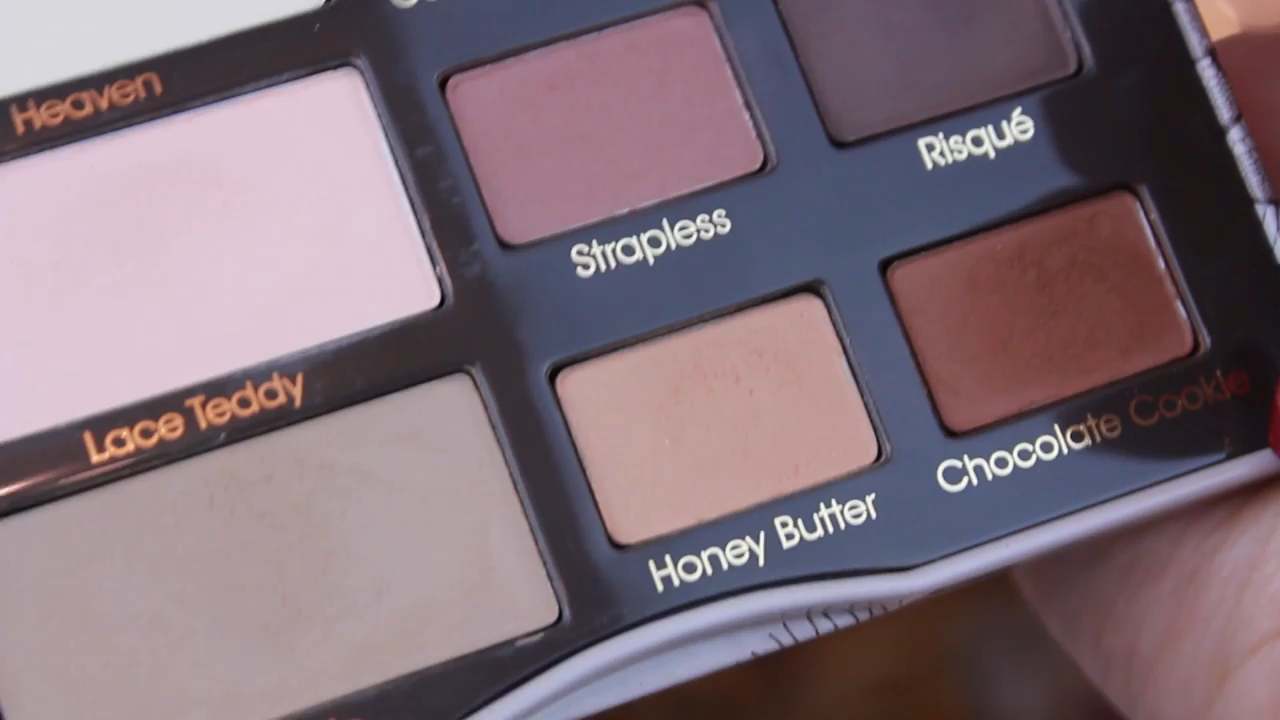 Heaven
Strapless
Risqué
Lace Teddy
Honey Butter
Chocolate Cookie